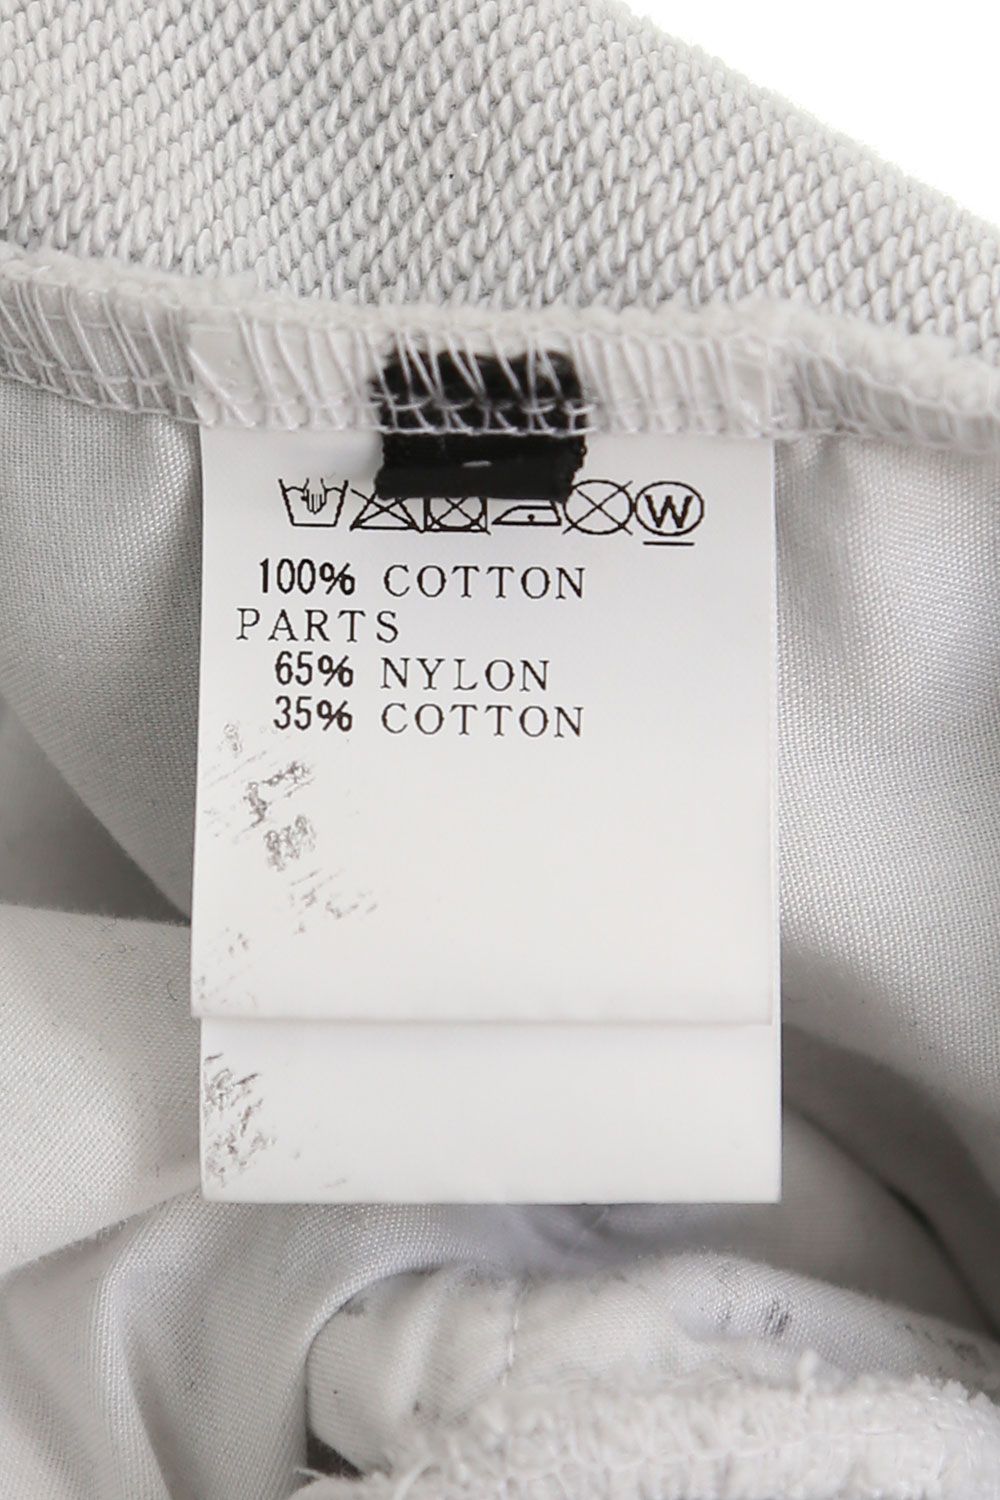 W
100% COTTON
PARTS
65% NYLON
35% COTTON